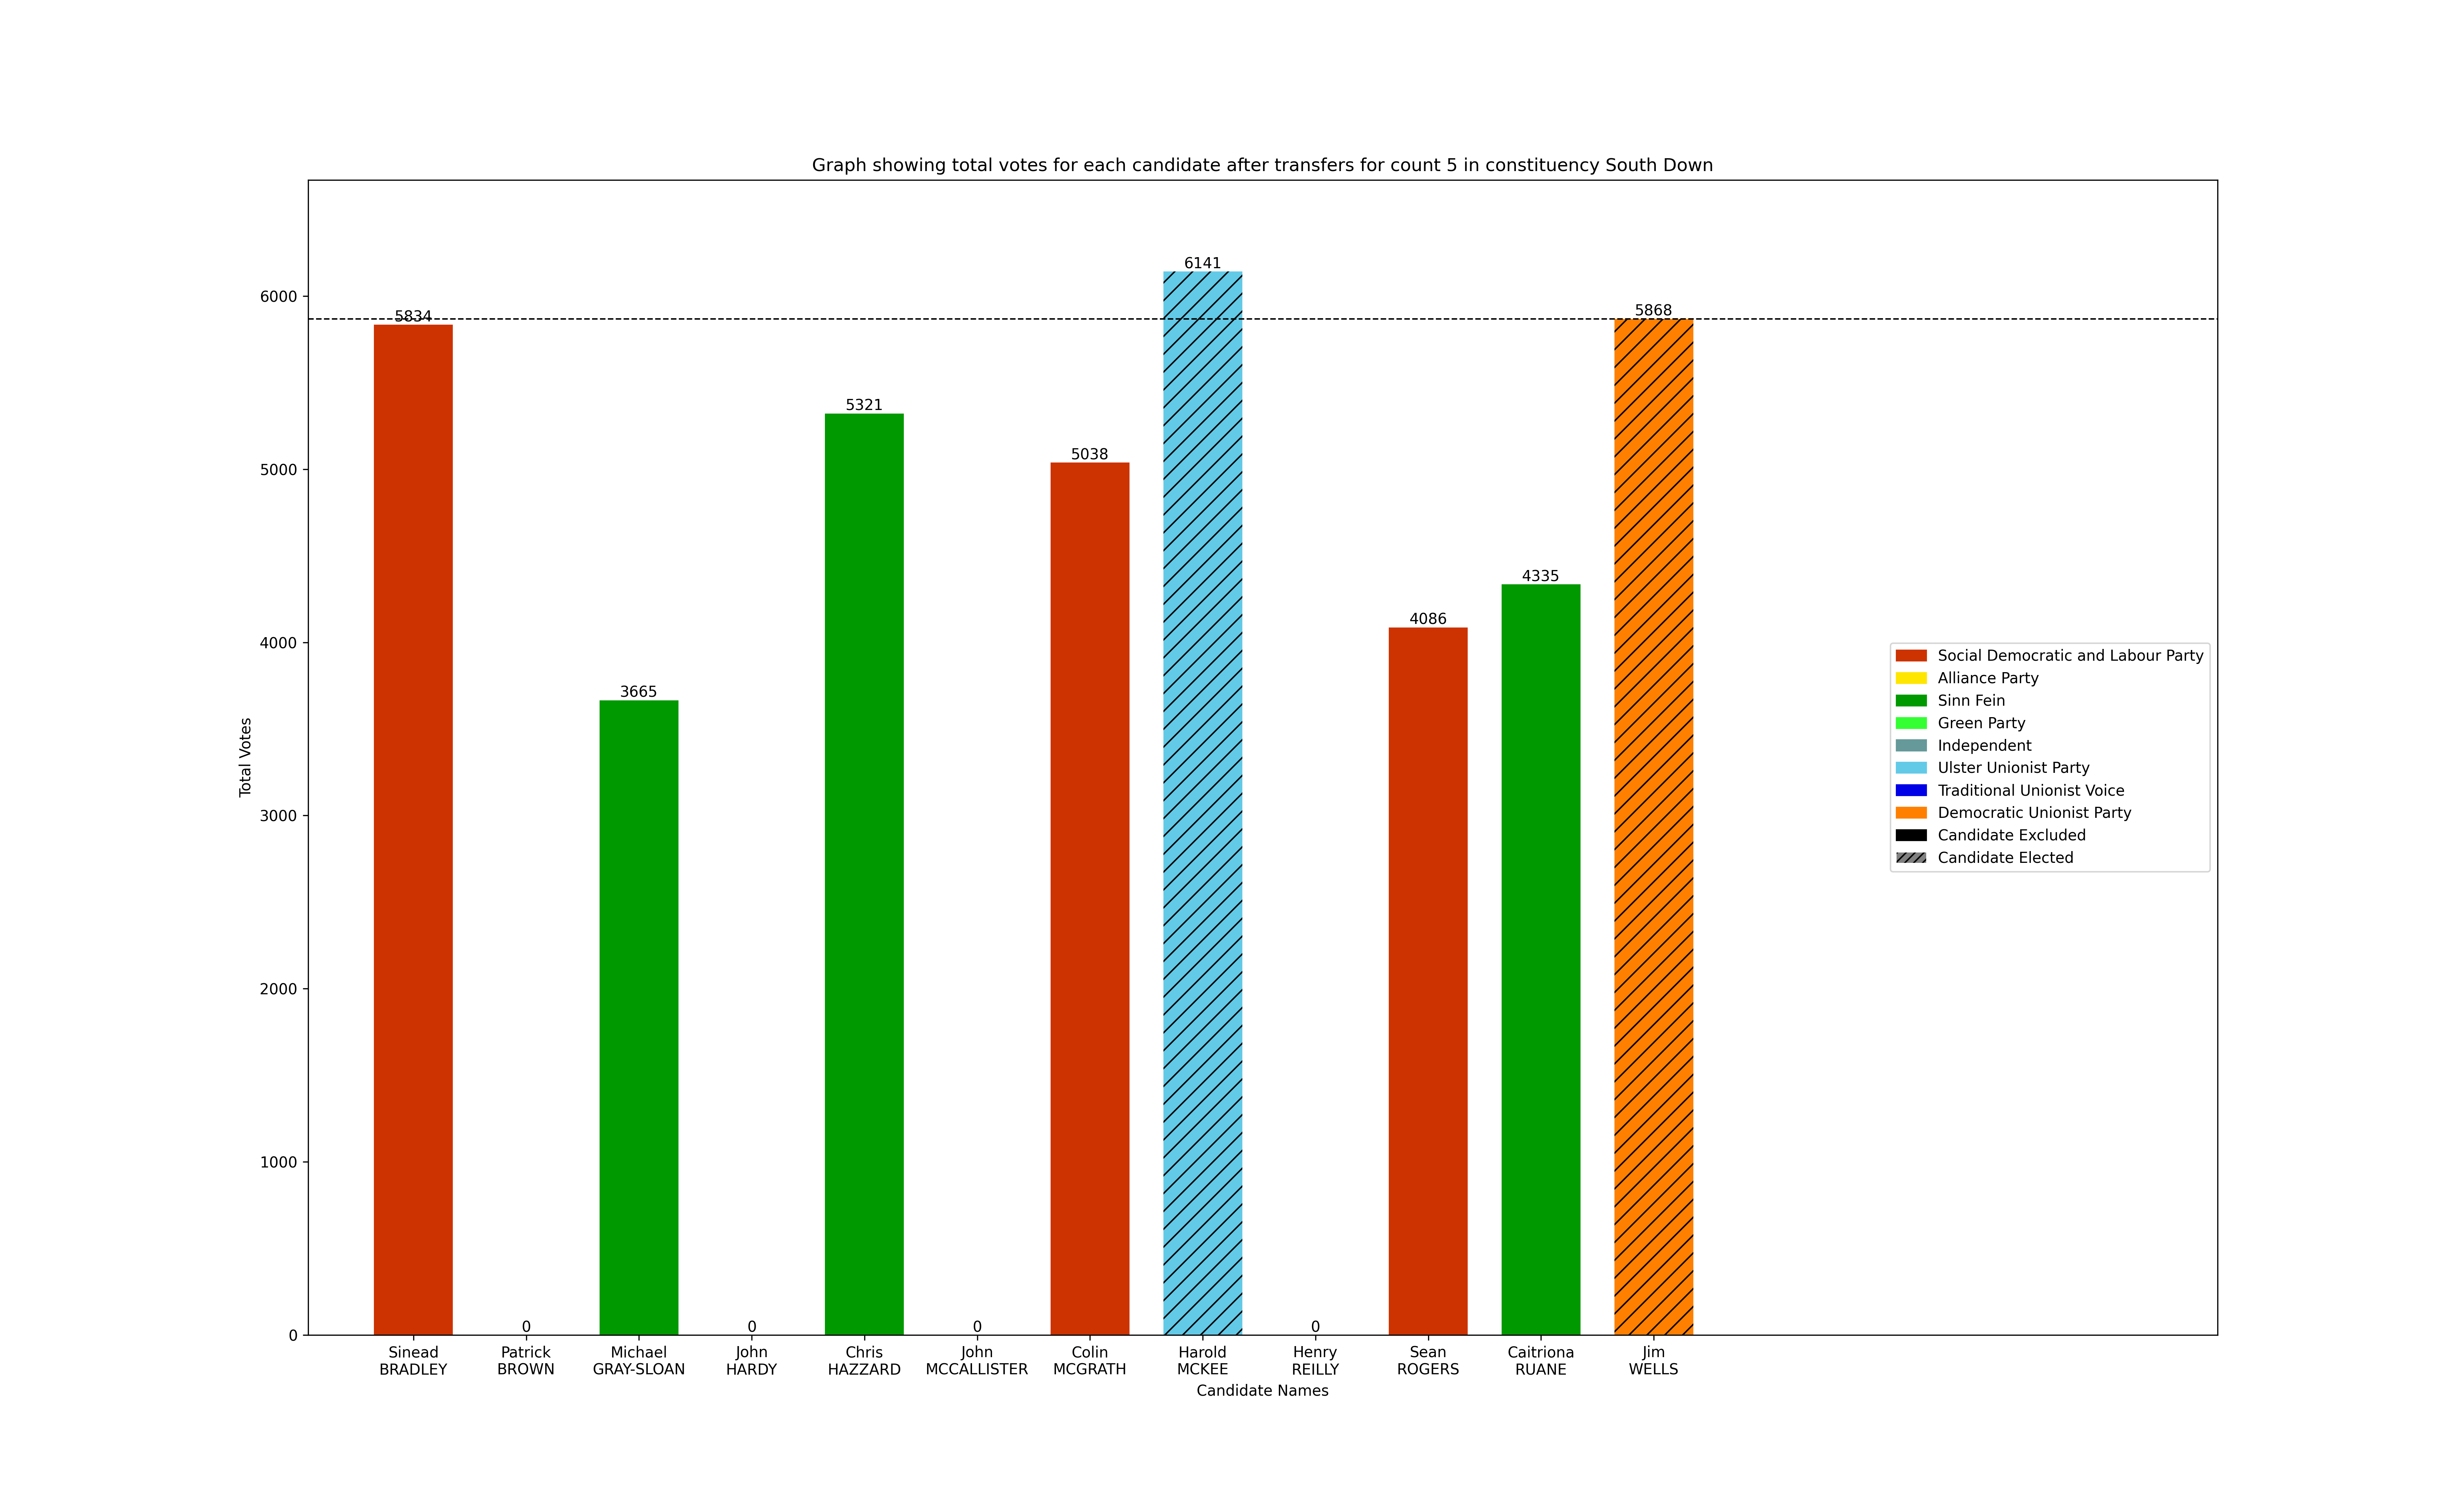 Graph showing total votes for each candidate after transfers for count 5 in constituency South Down
6141
6000
5868
5834
5321
5038
5000
4335
4086
4000
3665
3000
2000
1000
0
0
0
0
0
Total Votes
Social Democratic and Labour Party
Alliance Party
Sinn Fein
Green Party
Independent
Ulster Unionist Party
Traditional Unionist Voice
Democratic Unionist Party
Candidate Excluded
Candidate Elected
Sinead
BRADLEY
Patrick
BROWN
Michael
GRAY-SLOAN
John
HARDY
Chris
HAZZARD
John
MCCALLISTER
Colin
MCGRATH
Harold
MCKEE
Henry
REILLY
Sean
ROGERS
Caitriona
RUANE
Jim
WELLS
Candidate Names